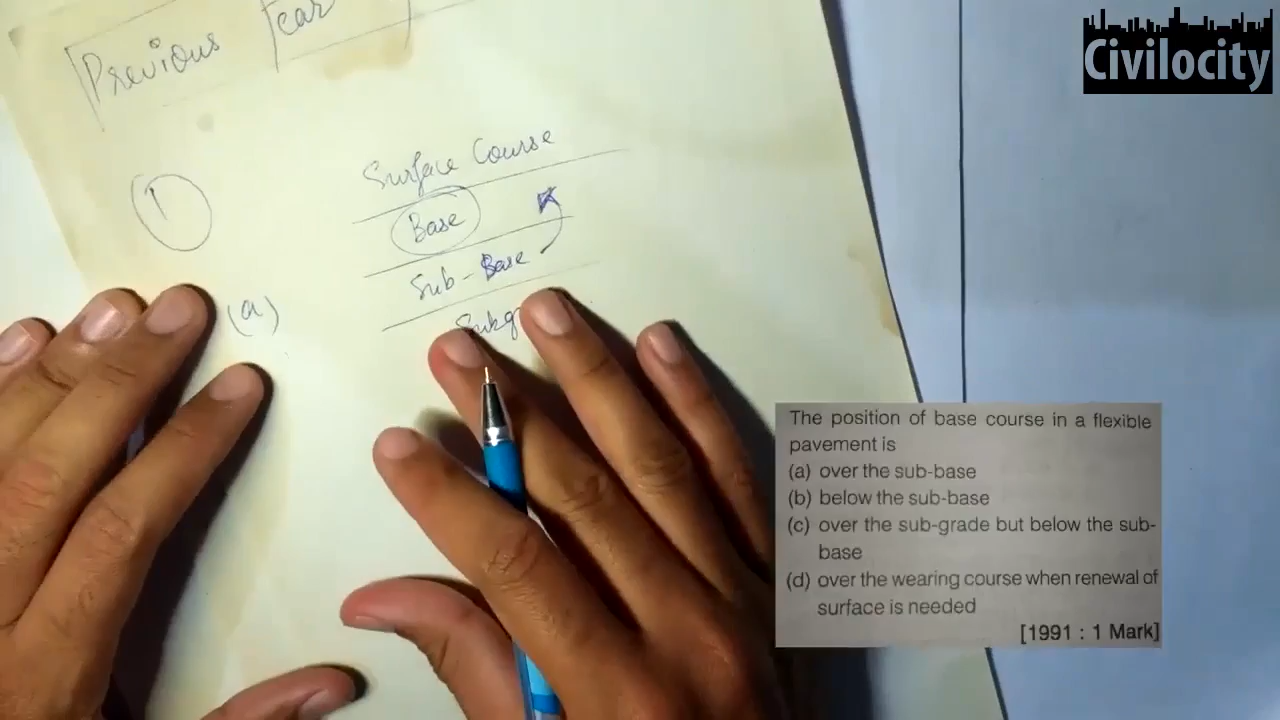 Civilocity
Previous Year
1
Surface Course
Base
Sub-Base
(a)
The position of base course in a flexible
pavement is
(a) over the sub-base
(b) below the sub-base
(c) over the sub-grade but below the sub-
base
(d) over the wearing course when renewal of
surface is needed
[1991 : 1 Mark]